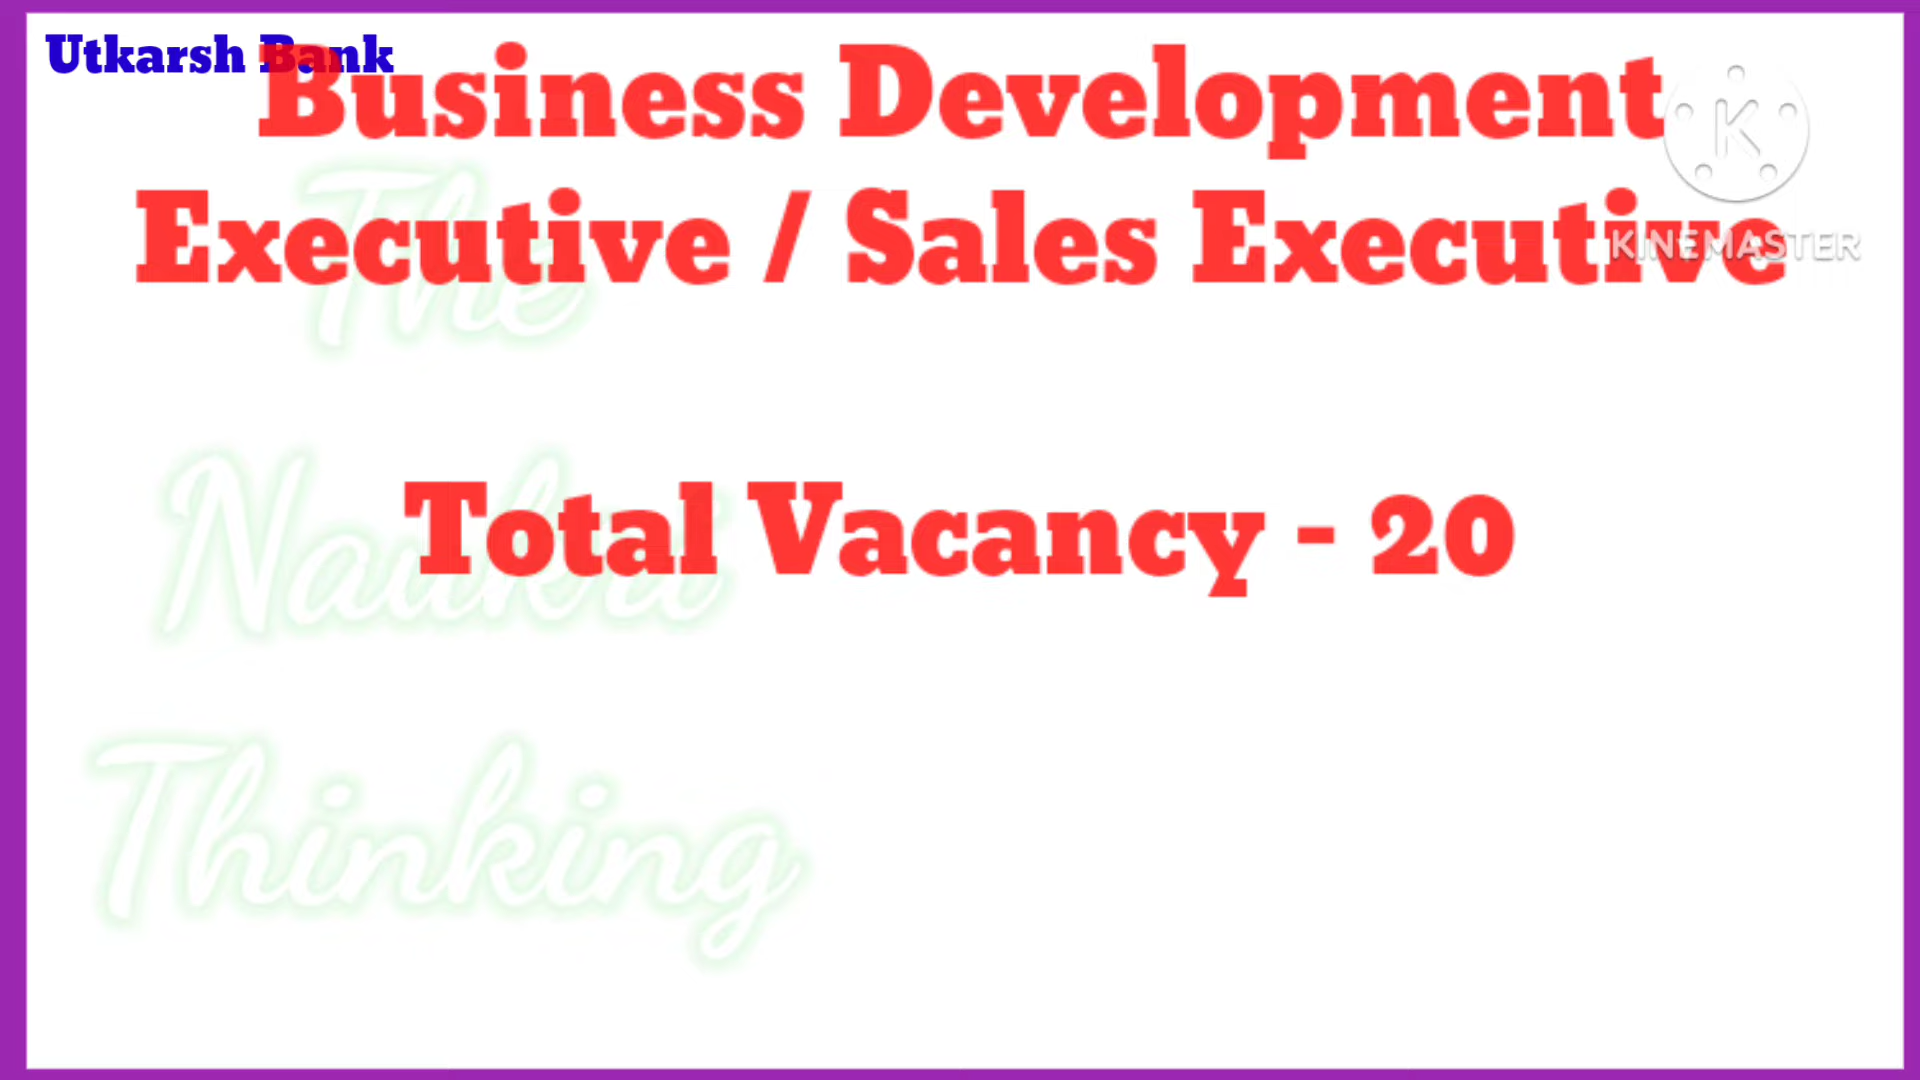 Utkarsh Bank
Business Development
Executive / Sales Executive
KINEMASTER
The
Total Vacancy - 20
Naukri
Thinking